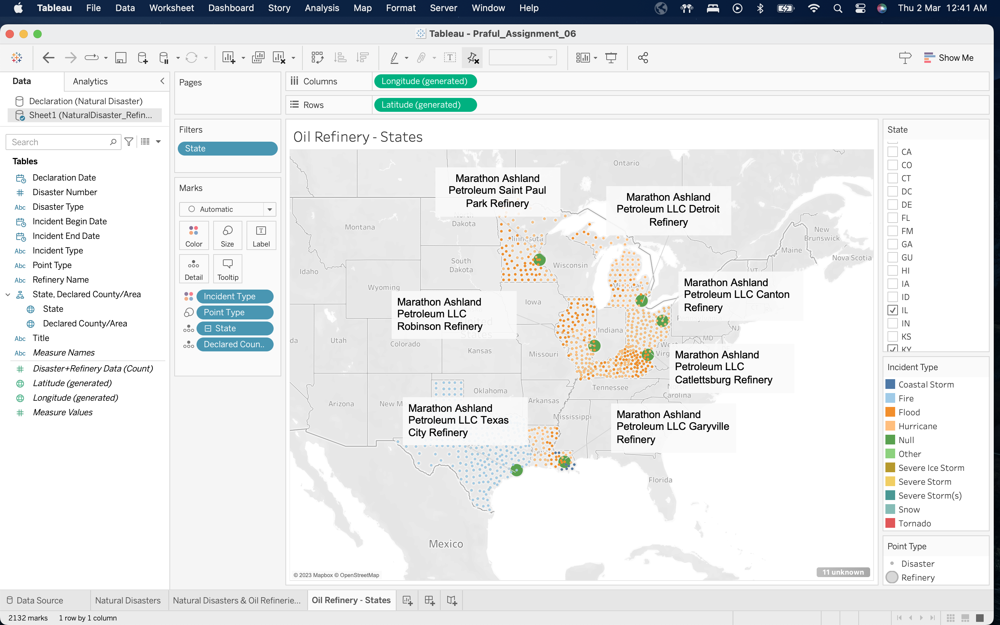 Tableau File Data Worksheet Dashboard Story Analysis Map Format Server Window Help Thu 2 Mar 12:41 AM
Tableau - Praful_Assignment_06
Show Me
Data Analytics
Declaration (Natural Disaster)
Sheet1 (NaturalDisaster_Refin...
Search
Tables
Declaration Date
Disaster Number
Abc Disaster Type
Incident Begin Date
Incident End Date
Abc Incident Type
Abc Point Type
Abc Refinery Name
State, Declared County/Area
State
Declared County/Area
Abc Title
Abc Measure Names
Disaster+Refinery Data (Count)
Latitude (generated)
Longitude (generated)
Measure Values
Pages
Filters
State
Marks
Automatic
Color Size Label
Detail Tooltip
Incident Type
Point Type
State
Declared Coun..
Columns Longitude (generated)
Rows Latitude (generated)
Oil Refinery - States
Ontario
Marathon Ashland
Petroleum Saint Paul
Park Refinery
Marathon Ashland
Petroleum LLC Detroit
Refinery
North
Dakota
Montana
Minnesota
New
Brunswick
Maine
Nova Scotia
South
Dakota
Wisconsin
Idaho
VT
Wyoming
Michigan
Marathon Ashland
Petroleum LLC Canton
Refinery
CT RI
Pennsylvania
Iowa
Marathon Ashland
Petroleum LLC
Robinson Refinery
United
States
Indiana
NJ
MD
da
Utah
Colorado
Kansas
Missouri
West
Virg
Marathon Ashland
Petroleum LLC
Catlettsburg Refinery
Tennessee
North
Carolina
Oklahoma
Arkansas
Arizona
New M
Mississippi
Marathon Ashland
Petroleum LLC Texas
City Refinery
Marathon Ashland
Petroleum LLC Garyville
Refinery
Florida
Mexico
© 2023 Mapbox © OpenStreetMap
11 unknown
State
CA
CO
CT
DC
DE
FL
FM
GA
GU
HI
IA
ID
IL
IN
KS
KY
Incident Type
Coastal Storm
Fire
Flood
Hurricane
Null
Other
Severe Ice Storm
Severe Storm
Severe Storm(s)
Snow
Tornado
Point Type
Disaster
Refinery
Data Source Natural Disasters Natural Disasters & Oil Refinerie... Oil Refinery - States
2132 marks 1 row by 1 column